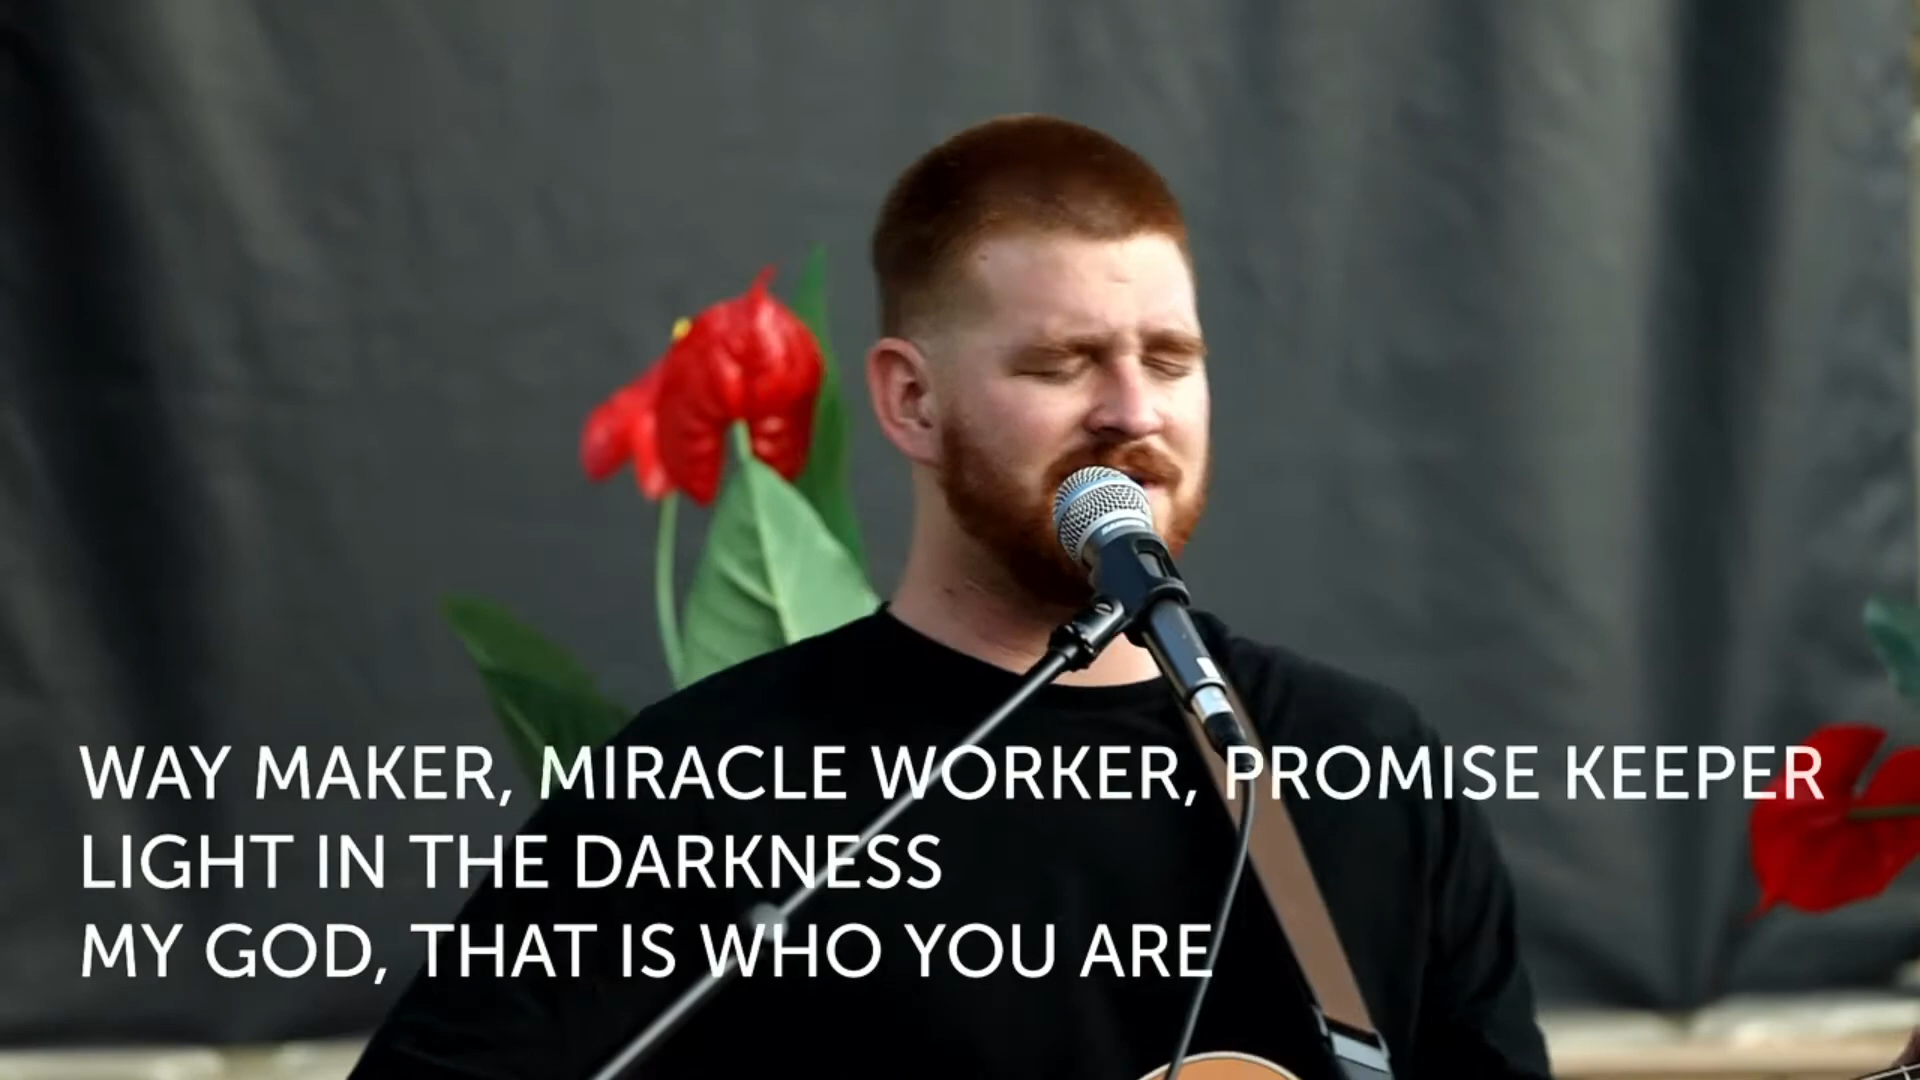 WAY MAKER, MIRACLE WORKER, PROMISE KEEPER
LIGHT IN THE DARKNESS
MY GOD, THAT IS WHO YOU ARE